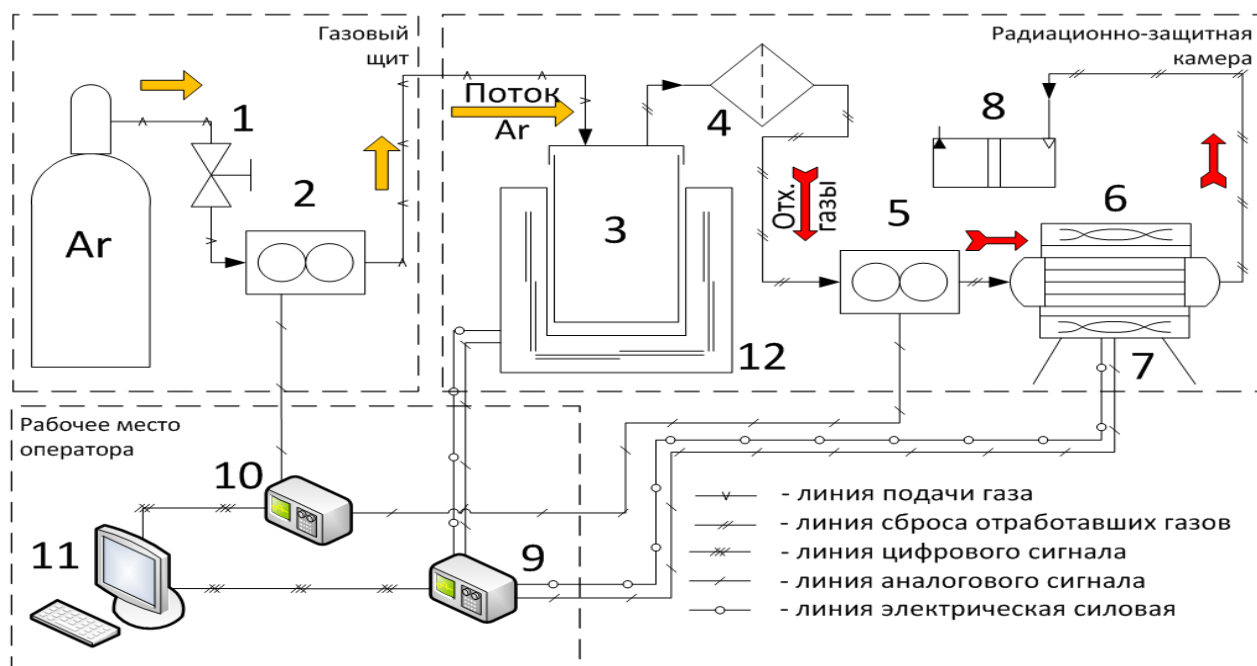 Газовый
щит
Радиационно-защитная
камера
1
Поток
Ar
4
8
2
Отх.
газы
5
6
3
Ar
12
7
Рабочее место
оператора
10
11
9
- линия подачи газа
- линия сброса отработавших газов
- линия цифрового сигнала
- линия аналогового сигнала
- линия электрическая силовая